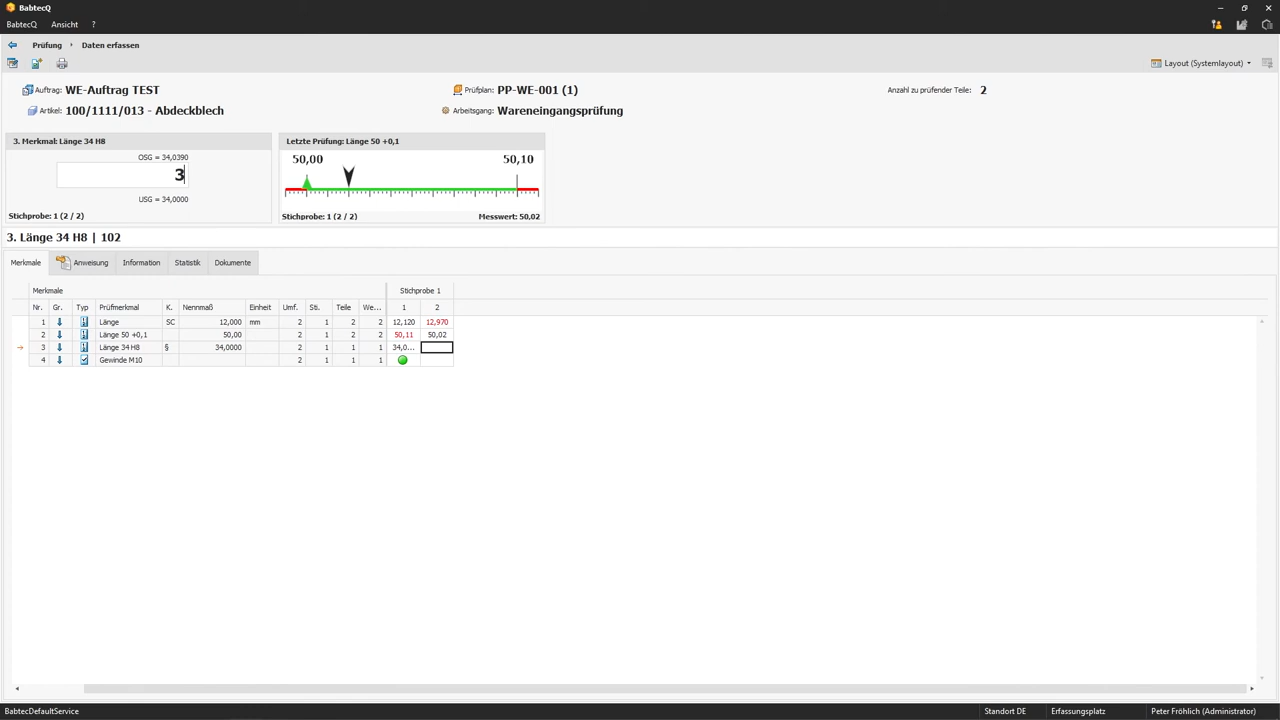 BabtecQ
BabtecQ Ansicht ?
Prüfung Daten erfassen
Layout (Systemlayout)
Auftrag: WE-Auftrag TEST
Prüfplan: PP-WE-001 (1)
Anzahl zu prüfender Teile: 2
Artikel: 100/1111/013 - Abdeckblech
Arbeitsgang: Wareneingangsprüfung
3. Merkmal: Länge 34 H8
OSG = 34,0390
3
USG = 34,0000
Stichprobe: 1 (2 / 2)
Letzte Prüfung: Länge 50 +0,1
50,00 50,10
Stichprobe: 1 (2 / 2) Messwert: 50,02
3. Länge 34 H8 | 102
Merkmale Anweisung Information Statistik Dokumente
Merkmale Stichprobe 1
Nr. Gr. Typ Prüfmerkmal K. Nennmaß Einheit Umf. Sti. Teile We... 1 2
1 Länge SC 12,000 mm 2 1 2 2 12,120 12,970
2 Länge 50 +0,1 50,00 2 1 2 2 50,11 50,02
3 Länge 34 H8 § 34,0000 2 1 1 1 34,0...
4 Gewinde M10 2 1 1 1
BabtecDefaultService Standort DE Erfassungsplatz Peter Fröhlich (Administrator)